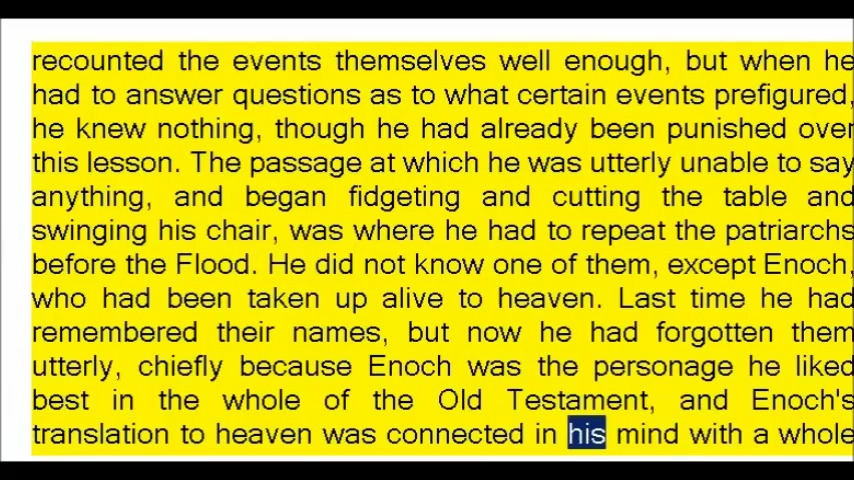 recounted the events themselves well enough, but when he
had to answer questions as to what certain events prefigured,
he knew nothing, though he had already been punished over
this lesson. The passage at which he was utterly unable to say
anything, and began fidgeting and cutting the table and
swinging his chair, was where he had to repeat the patriarchs
before the Flood. He did not know one of them, except Enoch,
who had been taken up alive to heaven. Last time he had
remembered their names, but now he had forgotten them
utterly, chiefly because Enoch was the personage he liked
best in the whole of the Old Testament, and Enoch's
translation to heaven was connected in his mind with a whole